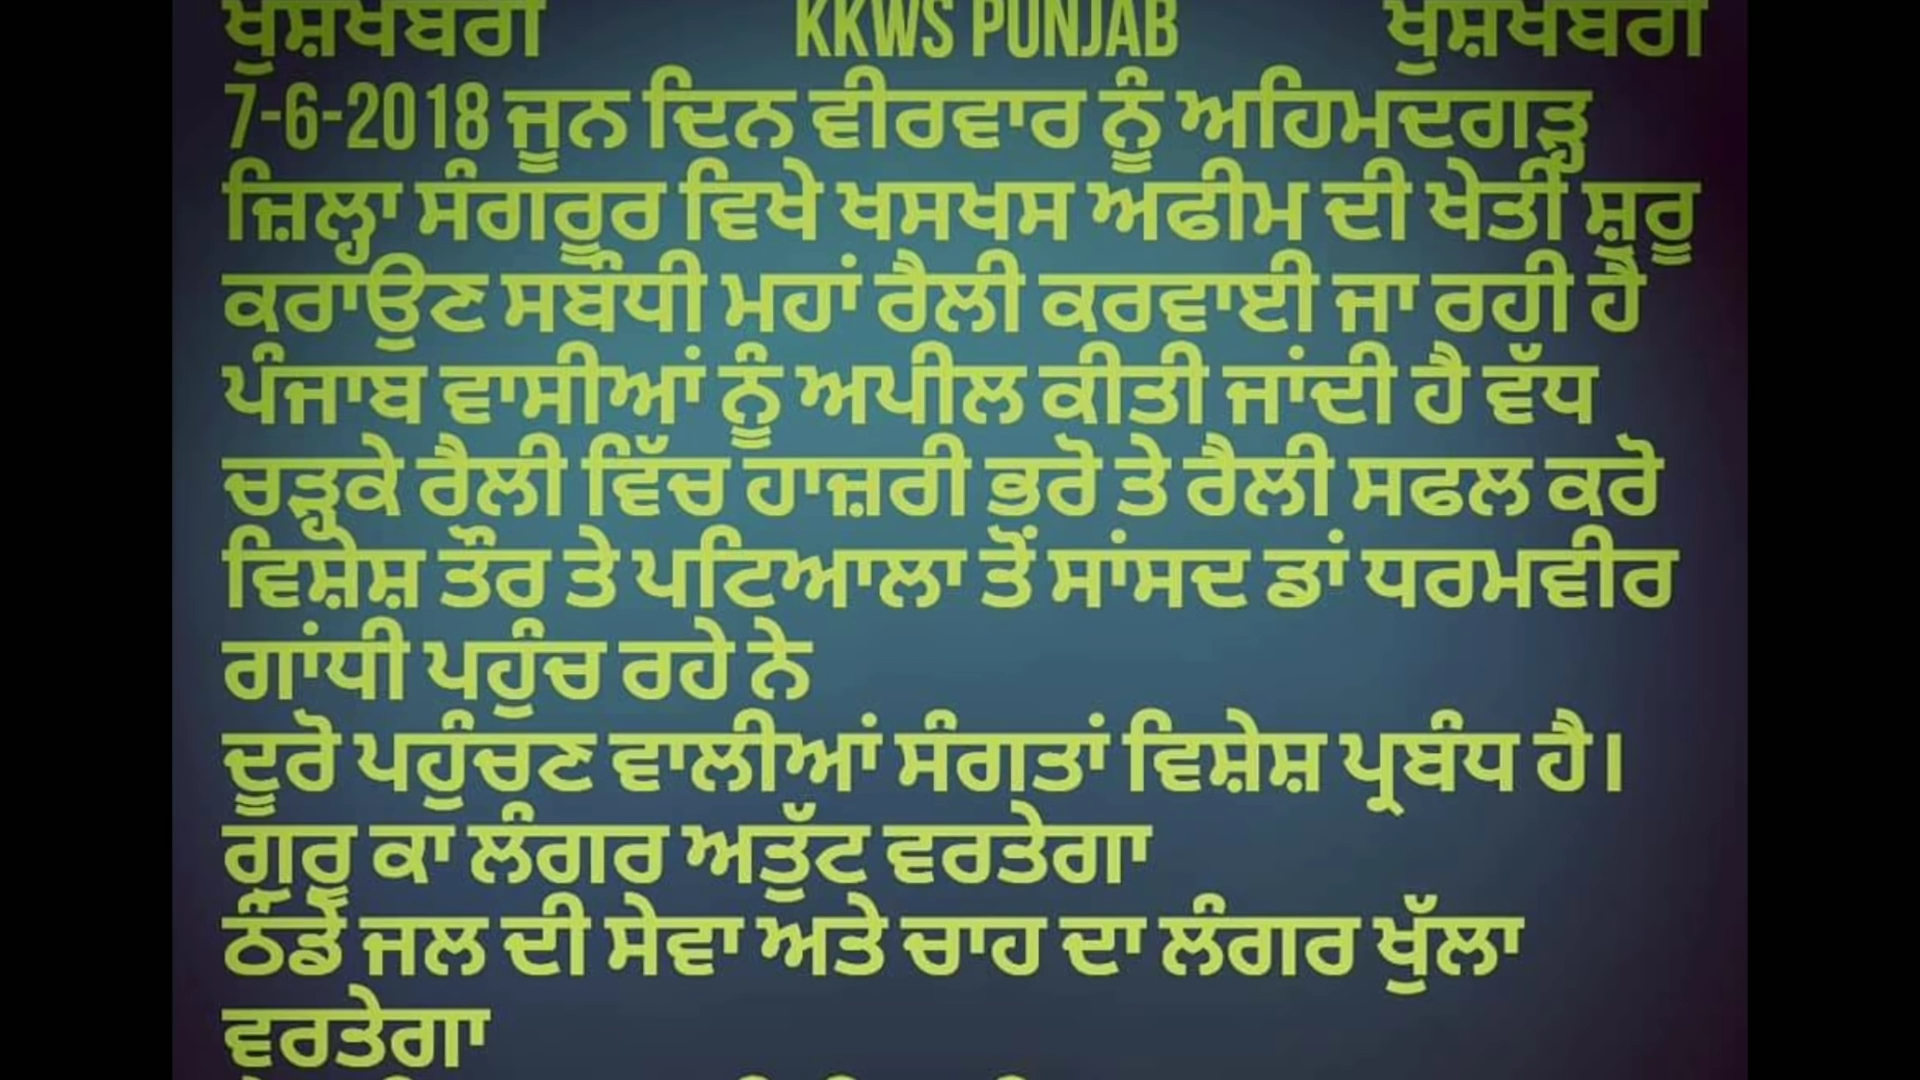 ਖੁਸ਼ਖਬਰੀ KKWS PUNJAB ਖੁਸ਼ਖਬਰੀ
7-6-2018 ਜੂਨ ਦਿਨ ਵੀਰਵਾਰ ਨੂੰ ਅਹਿਮਦਗੜ੍ਹ
ਜ਼ਿਲ੍ਹਾ ਸੰਗਰੂਰ ਵਿਖੇ ਖਸਖਸ ਅਫੀਮ ਦੀ ਖੇਤੀ ਸ਼ੁਰੂ
ਕਰਾਉਣ ਸਬੰਧੀ ਮਹਾਂ ਰੈਲੀ ਕਰਵਾਈ ਜਾ ਰਹੀ ਹੈ
ਪੰਜਾਬ ਵਾਸੀਆਂ ਨੂੰ ਅਪੀਲ ਕੀਤੀ ਜਾਂਦੀ ਹੈ ਵੱਧ
ਚੜ੍ਹਕੇ ਰੈਲੀ ਵਿੱਚ ਹਾਜ਼ਰੀ ਭਰੋ ਤੇ ਰੈਲੀ ਸਫਲ ਕਰੋ
ਵਿਸ਼ੇਸ਼ ਤੌਰ ਤੇ ਪਟਿਆਲਾ ਤੋਂ ਸਾਂਸਦ ਡਾਂ ਧਰਮਵੀਰ
ਗਾਂਧੀ ਪਹੁੰਚ ਰਹੇ ਨੇ
ਦੂਰੋ ਪਹੁੰਚਣ ਵਾਲੀਆਂ ਸੰਗਤਾਂ ਵਿਸ਼ੇਸ਼ ਪ੍ਰਬੰਧ ਹੈ।
ਗੁਰੂ ਕਾ ਲੰਗਰ ਅਤੁੱਟ ਵਰਤੇਗਾ
ਠੰਡੇ ਜਲ ਦੀ ਸੇਵਾ ਅਤੇ ਚਾਹ ਦਾ ਲੰਗਰ ਖੁੱਲਾ
ਵਰਤੇਗਾ